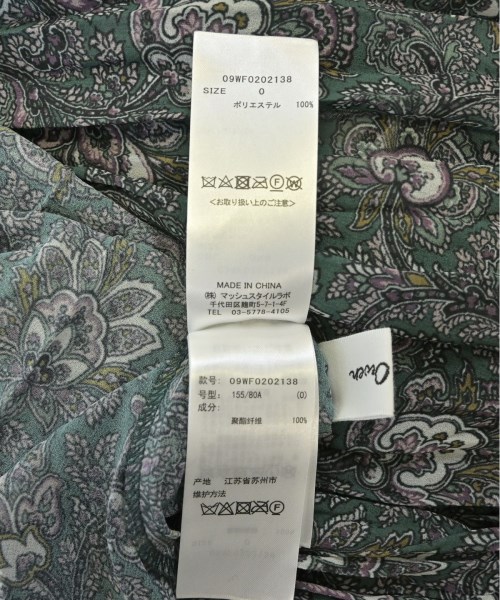 09WF0202138
SIZE 0
ポリエステル 100%
<お取り扱い上のご注意>
MADE IN CHINA
(株) マッシュスタイルラボ
千代田区麹町5-7-1-4F
TEL 03-5778-4105
款号: 09WF0202138
号型: 155/80A (0)
成分:
聚酯纤维 100%
产地 江苏省苏州市
维护方法